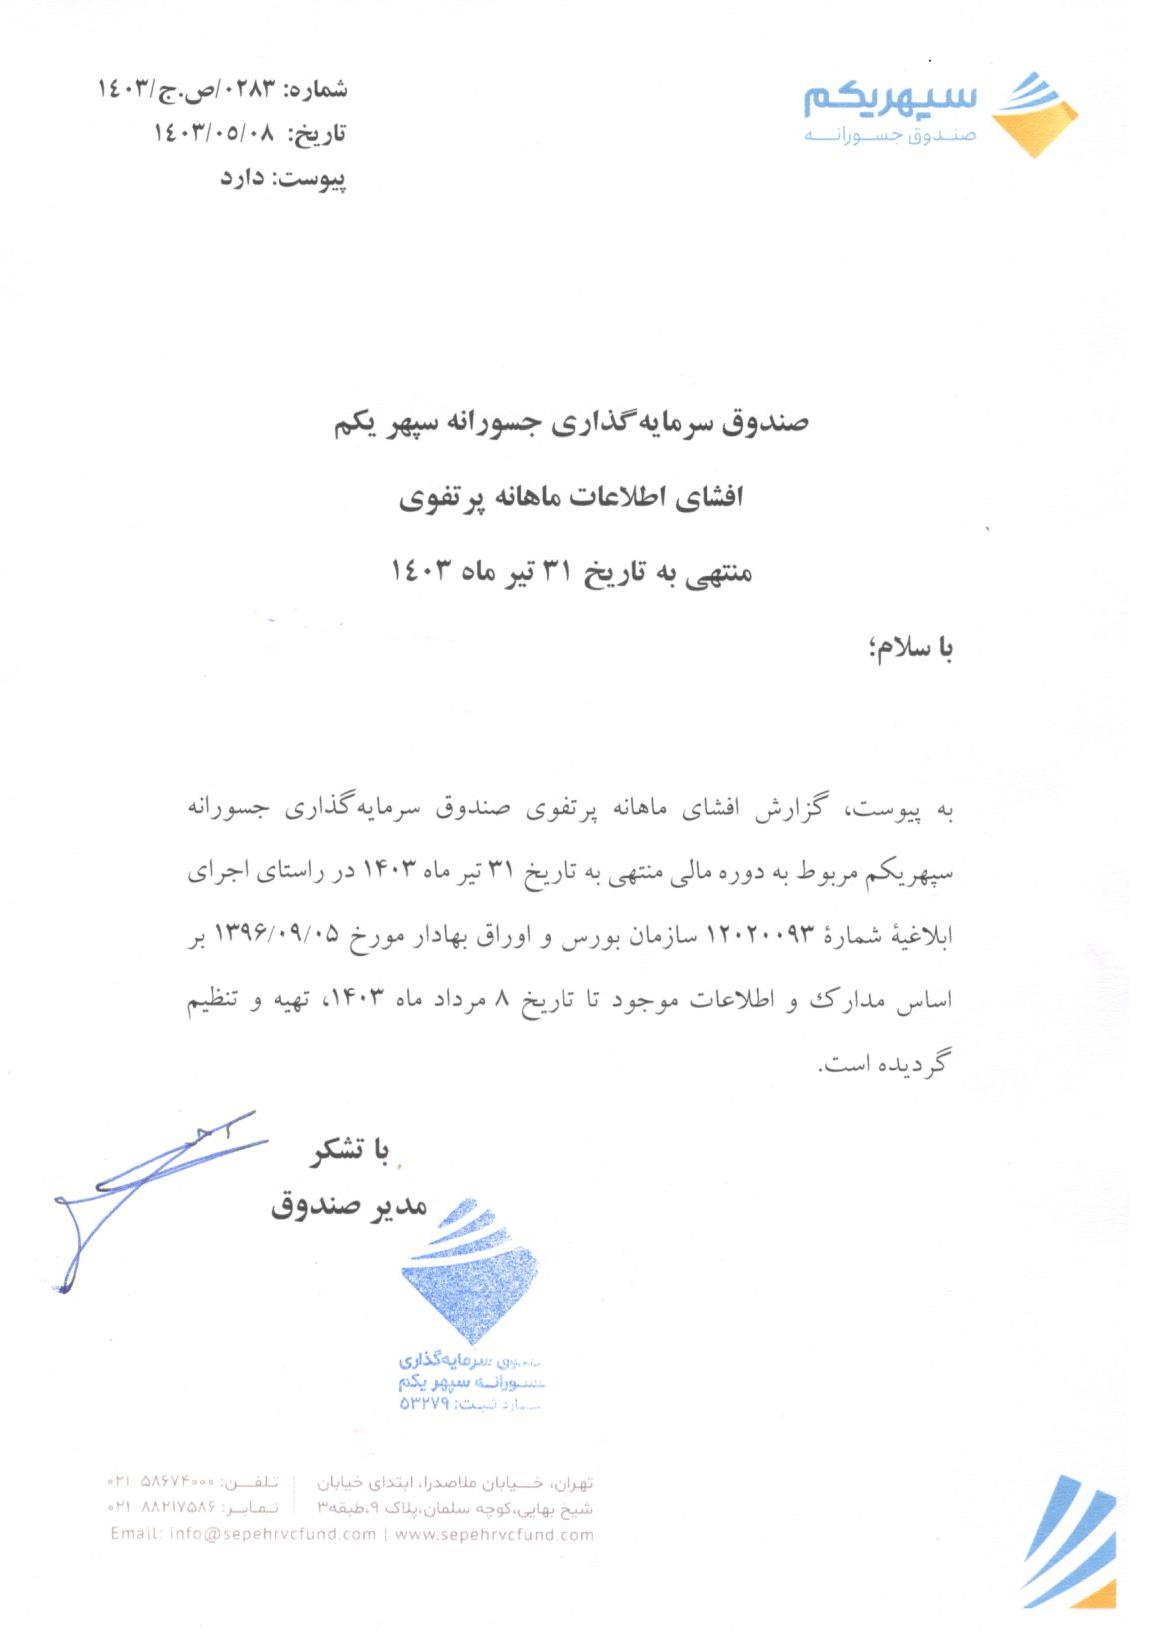 سپهریکم
صندوق جسورانه
شماره: ۰۲۸۳/ص.ج/۱٤۰۳
تاریخ: ۱٤۰۳/۰٥/۰۸
پیوست: دارد
صندوق سرمایه‌گذاری جسورانه سپهر یکم
افشای اطلاعات ماهانه پرتفوی
منتهی به تاریخ ۳۱ تیر ماه ۱٤۰۳
با سلام؛
به پیوست، گزارش افشای ماهانه پرتفوی صندوق سرمایه‌گذاری جسورانه
سپهریکم مربوط به دوره مالی منتهی به تاریخ ۳۱ تیر ماه ۱۴۰۳ در راستای اجرای
ابلاغیهٔ شمارهٔ ۱۲۰۲۰۰۹۳ سازمان بورس و اوراق بهادار مورخ ۱۳۹۶/۰۹/۰۵ بر
اساس مدارک و اطلاعات موجود تا تاریخ ۸ مرداد ماه ۱۴۰۳، تهیه و تنظیم
گردیده است.
با تشکر
مدیر صندوق
سرمایه‌گذاری
سپهر یکم
ثبت: ۵۳۲۷۹
تهران، خیابان ملاصدرا، ابتدای خیابان
شیخ بهایی،کوچه سلمان،پلاک ۹،طبقه۳
تلفن: ۵۸۶۷۴۰۰۰ ۰۲۱
نمابر: ۸۸۲۱۷۵۸۶ ۰۲۱
Email: info@sepehrvcfund.com | www.sepehrvcfund.com